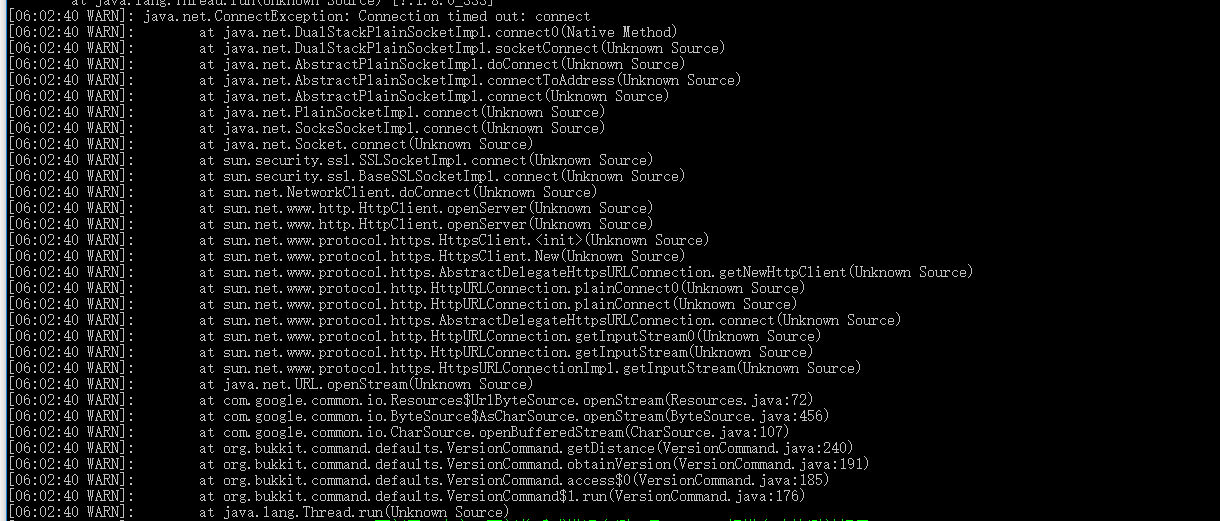 at java.lang.Thread.run(Unknown Source) [?:1.8.0_333]
[06:02:40 WARN]: java.net.ConnectException: Connection timed out: connect
[06:02:40 WARN]: at java.net.DualStackPlainSocketImpl.connect0(Native Method)
[06:02:40 WARN]: at java.net.DualStackPlainSocketImpl.socketConnect(Unknown Source)
[06:02:40 WARN]: at java.net.AbstractPlainSocketImpl.doConnect(Unknown Source)
[06:02:40 WARN]: at java.net.AbstractPlainSocketImpl.connectToAddress(Unknown Source)
[06:02:40 WARN]: at java.net.AbstractPlainSocketImpl.connect(Unknown Source)
[06:02:40 WARN]: at java.net.PlainSocketImpl.connect(Unknown Source)
[06:02:40 WARN]: at java.net.SocksSocketImpl.connect(Unknown Source)
[06:02:40 WARN]: at java.net.Socket.connect(Unknown Source)
[06:02:40 WARN]: at sun.security.ssl.SSLSocketImpl.connect(Unknown Source)
[06:02:40 WARN]: at sun.security.ssl.BaseSSLSocketImpl.connect(Unknown Source)
[06:02:40 WARN]: at sun.net.NetworkClient.doConnect(Unknown Source)
[06:02:40 WARN]: at sun.net.www.http.HttpClient.openServer(Unknown Source)
[06:02:40 WARN]: at sun.net.www.http.HttpClient.openServer(Unknown Source)
[06:02:40 WARN]: at sun.net.www.protocol.https.HttpsClient.<init>(Unknown Source)
[06:02:40 WARN]: at sun.net.www.protocol.https.HttpsClient.New(Unknown Source)
[06:02:40 WARN]: at sun.net.www.protocol.https.AbstractDelegateHttpsURLConnection.getNewHttpClient(Unknown Source)
[06:02:40 WARN]: at sun.net.www.protocol.http.HttpURLConnection.plainConnect0(Unknown Source)
[06:02:40 WARN]: at sun.net.www.protocol.http.HttpURLConnection.plainConnect(Unknown Source)
[06:02:40 WARN]: at sun.net.www.protocol.https.AbstractDelegateHttpsURLConnection.connect(Unknown Source)
[06:02:40 WARN]: at sun.net.www.protocol.http.HttpURLConnection.getInputStream0(Unknown Source)
[06:02:40 WARN]: at sun.net.www.protocol.http.HttpURLConnection.getInputStream(Unknown Source)
[06:02:40 WARN]: at sun.net.www.protocol.https.HttpsURLConnectionImpl.getInputStream(Unknown Source)
[06:02:40 WARN]: at java.net.URL.openStream(Unknown Source)
[06:02:40 WARN]: at com.google.common.io.Resources$UrlByteSource.openStream(Resources.java:72)
[06:02:40 WARN]: at com.google.common.io.ByteSource$AsCharSource.openStream(ByteSource.java:456)
[06:02:40 WARN]: at com.google.common.io.CharSource.openBufferedStream(CharSource.java:107)
[06:02:40 WARN]: at org.bukkit.command.defaults.VersionCommand.getDistance(VersionCommand.java:240)
[06:02:40 WARN]: at org.bukkit.command.defaults.VersionCommand.obtainVersion(VersionCommand.java:191)
[06:02:40 WARN]: at org.bukkit.command.defaults.VersionCommand.access$0(VersionCommand.java:185)
[06:02:40 WARN]: at org.bukkit.command.defaults.VersionCommand$1.run(VersionCommand.java:176)
[06:02:40 WARN]: at java.lang.Thread.run(Unknown Source)